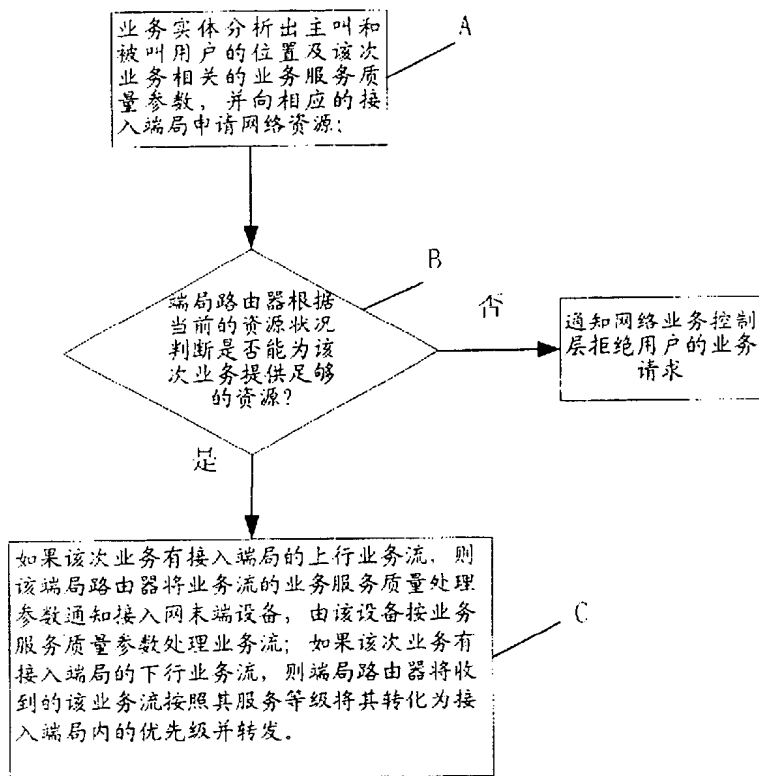 业务实体分析出主叫和
被叫用户的位置及该次
业务相关的业务服务质
量参数，并向相应的接
入端局申请网络资源；
A
端局路由器根据
当前的资源状况
判断是否能为该
次业务提供足够
的资源？
B
否
通知网络业务控制
层拒绝用户的业务
请求
是
如果该次业务有接入端局的上行业务流，则
该端局路由器将业务流的业务服务质量处理
参数通知接入网末端设备，由该设备按业务
服务质量参数处理业务流；如果该次业务有
接入端局的下行业务流，则端局路由器将收
到的该业务流按照其服务等级将其转化为接
入端局内的优先级并转发。
C